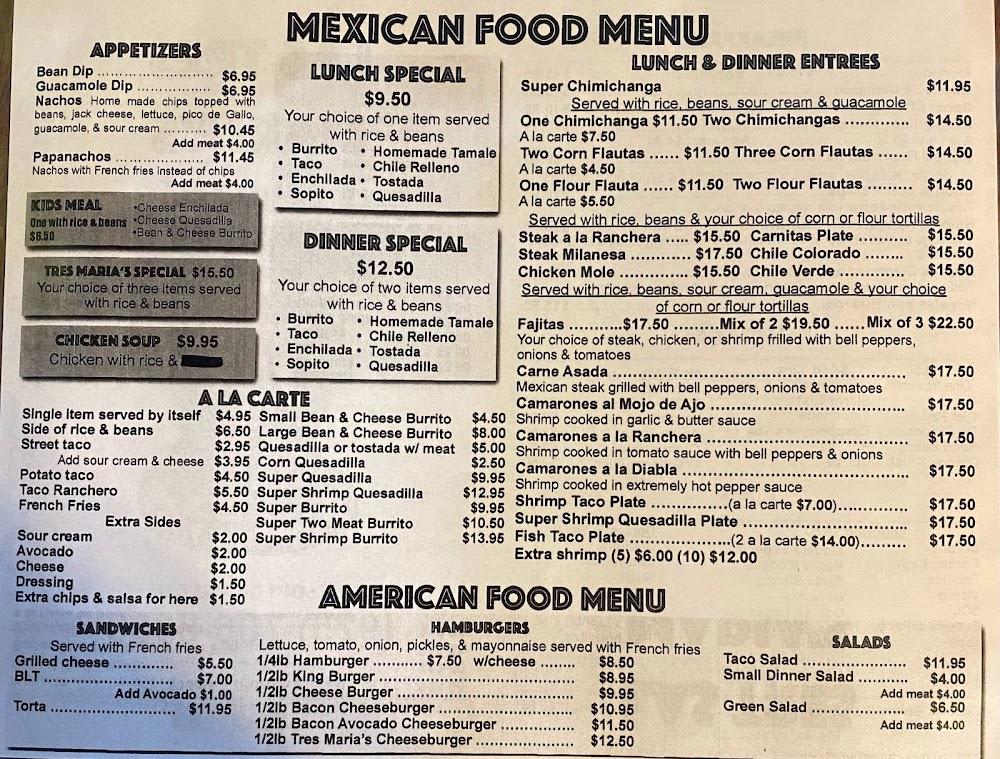 MEXICAN FOOD MENU
APPETIZERS
Bean Dip ............................ $6.95
Guacamole Dip ................. $6.95
Nachos Home made chips topped with
beans, jack cheese, lettuce, pico de Gallo,
guacamole, & sour cream .......... $10.45
Add meat $4.00
Papanachos ..................... $11.45
Nachos with French fries instead of chips
Add meat $4.00
KIDS MEAL
One with rice & beans
$6.50
•Cheese Enchilada
•Cheese Quesadilla
•Bean & Cheese Burrito
TRES MARIA'S SPECIAL $15.50
Your choice of three items served
with rice & beans
CHICKEN SOUP $9.95
Chicken with rice &
LUNCH SPECIAL
$9.50
Your choice of one item served
with rice & beans
• Burrito • Homemade Tamale
• Taco • Chile Relleno
• Enchilada • Tostada
• Sopito • Quesadilla
DINNER SPECIAL
$12.50
Your choice of two items served
with rice & beans
• Burrito • Homemade Tamale
• Taco • Chile Relleno
• Enchilada • Tostada
• Sopito • Quesadilla
A LA CARTE
Single item served by itself $4.95
Side of rice & beans $6.50
Street taco $2.95
Add sour cream & cheese $3.95
Potato taco $4.50
Taco Ranchero $5.50
French Fries $4.50
Extra Sides
Sour cream $2.00
Avocado $2.00
Cheese $2.00
Dressing $1.50
Extra chips & salsa for here $1.50
Small Bean & Cheese Burrito $4.50
Large Bean & Cheese Burrito $8.00
Quesadilla or tostada w/ meat $5.00
Corn Quesadilla $2.50
Super Quesadilla $9.95
Super Shrimp Quesadilla $12.95
Super Burrito $9.95
Super Two Meat Burrito $10.50
Super Shrimp Burrito $13.95
LUNCH & DINNER ENTREES
Super Chimichanga $11.95
Served with rice, beans, sour cream & guacamole
One Chimichanga $11.50 Two Chimichangas ............. $14.50
A la carte $7.50
Two Corn Flautas ...... $11.50 Three Corn Flautas ...... $14.50
A la carte $4.50
One Flour Flauta ...... $11.50 Two Flour Flautas ......... $14.50
A la carte $5.50
Served with rice, beans & your choice of corn or flour tortillas
Steak a la Ranchera ..... $15.50 Carnitas Plate .......... $15.50
Steak Milanesa ............ $17.50 Chile Colorado ........ $15.50
Chicken Mole ............... $15.50 Chile Verde ............. $15.50
Served with rice, beans, sour cream, guacamole & your choice
of corn or flour tortillas
Fajitas ...........$17.50 .........Mix of 2 $19.50 ......Mix of 3 $22.50
Your choice of steak, chicken, or shrimp frilled with bell peppers,
onions & tomatoes
Carne Asada ............................................................ $17.50
Mexican steak grilled with bell peppers, onions & tomatoes
Camarones al Mojo de Ajo ....................................... $17.50
Shrimp cooked in garlic & butter sauce
Camarones a la Ranchera ........................................ $17.50
Shrimp cooked in tomato sauce with bell peppers & onions
Camarones a la Diabla ............................................ $17.50
Shrimp cooked in extremely hot pepper sauce
Shrimp Taco Plate ...............(a la carte $7.00)............. $17.50
Super Shrimp Quesadilla Plate ................................ $17.50
Fish Taco Plate ....................(2 a la carte $14.00)......... $17.50
Extra shrimp (5) $6.00 (10) $12.00
AMERICAN FOOD MENU
SANDWICHES
Served with French fries
Grilled cheese ............. $5.50
BLT ............................... $7.00
Add Avocado $1.00
Torta ........................... $11.95
HAMBURGERS
Lettuce, tomato, onion, pickles, & mayonnaise served with French fries
1/4lb Hamburger ........... $7.50 w/cheese ........ $8.50
1/2lb King Burger ........................................ $8.95
1/2lb Cheese Burger .................................... $9.95
1/2lb Bacon Cheeseburger ........................... $10.95
1/2lb Bacon Avocado Cheeseburger ............... $11.50
1/2lb Tres Maria's Cheeseburger .................... $12.50
SALADS
Taco Salad ...................... $11.95
Small Dinner Salad .......... $4.00
Add meat $4.00
Green Salad .................... $6.50
Add meat $4.00